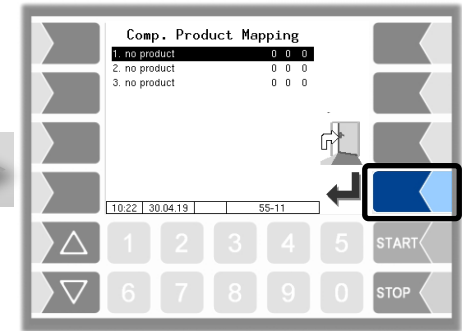 Comp. Product Mapping
1. no product 0 0 0
2. no product 0 0 0
3. no product 0 0 0
10:22 30.04.19 55-11
1 2 3 4 5 START
6 7 8 9 0 STOP